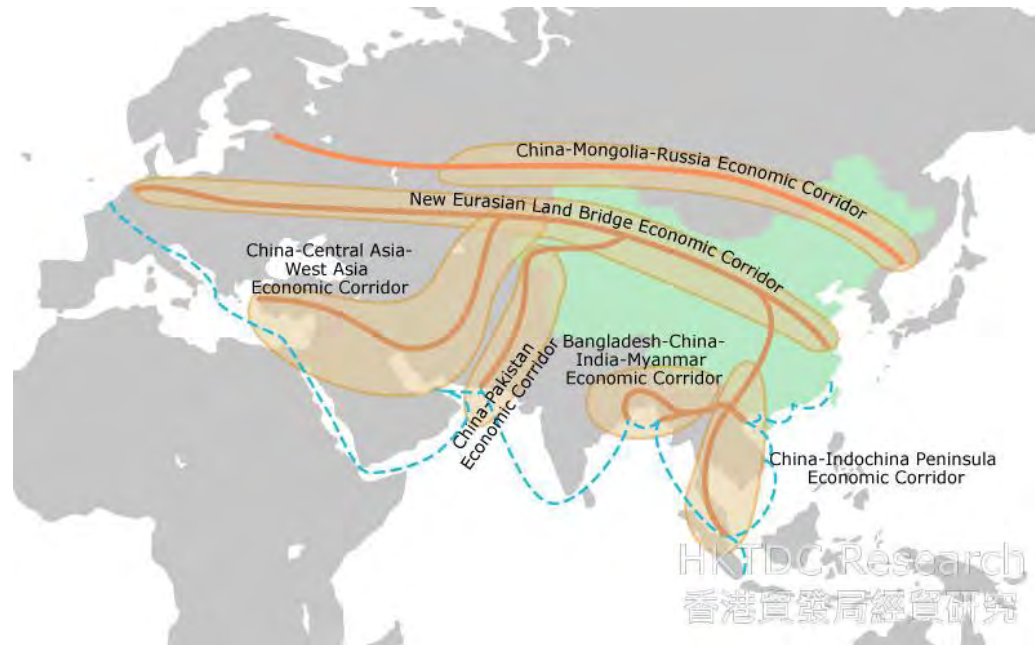 China-Mongolia-Russia Economic Corridor
New Eurasian Land Bridge Economic Corridor
China-Central Asia-
West Asia
Economic Corridor
China-Pakistan
Economic Corridor
Bangladesh-China-
India-Myanmar
Economic Corridor
China-Indochina Peninsula
Economic Corridor
HKTDC Research
香港貿發局經貿研究